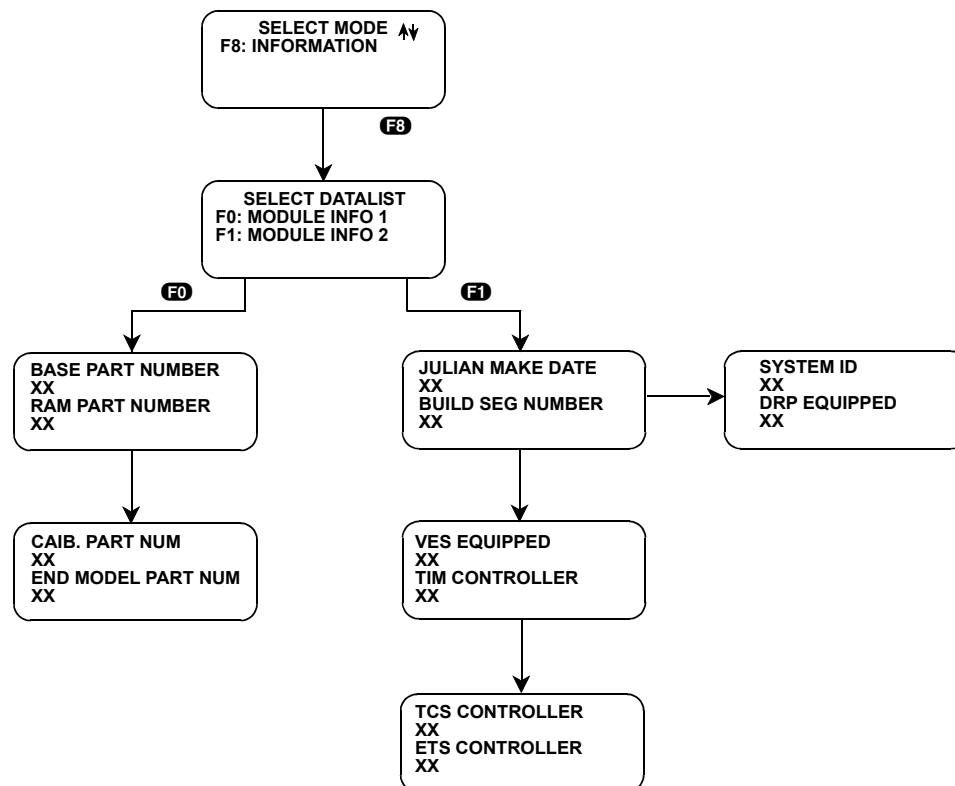 SELECT MODE
F8: INFORMATION
F8
SELECT DATALIST
F0: MODULE INFO 1
F1: MODULE INFO 2
F0
F1
BASE PART NUMBER
XX
RAM PART NUMBER
XX
JULIAN MAKE DATE
XX
BUILD SEG NUMBER
XX
SYSTEM ID
XX
DRP EQUIPPED
XX
CAIB. PART NUM
XX
END MODEL PART NUM
XX
VES EQUIPPED
XX
TIM CONTROLLER
XX
TCS CONTROLLER
XX
ETS CONTROLLER
XX